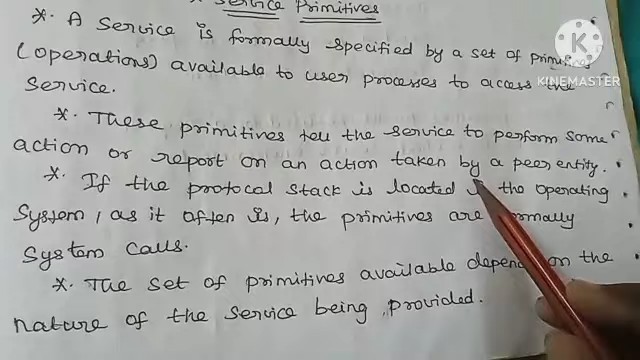 * Service Primitives
*. A Service is formally specified by a set of
(operations) available to user processes to access the
Service.
KINEMASTER
*. These primitives tell the service to perform some
action or report on an action taken by a peer entity.
*. If the protocal stack is located the operating
System, as it often is, the primitives are
System calls.
*. The set of primitives available on the
nature of the service being provided.